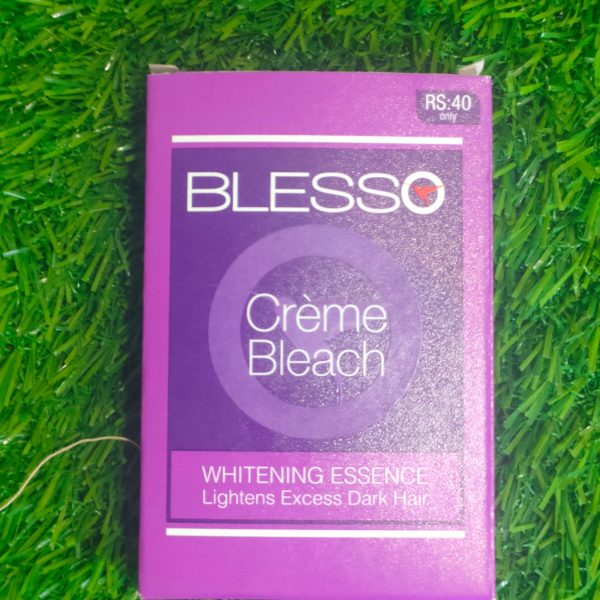 RS:40
only
BLESSO
Crème
Bleach
WHITENING ESSENCE
Lightens Excess Dark Hair